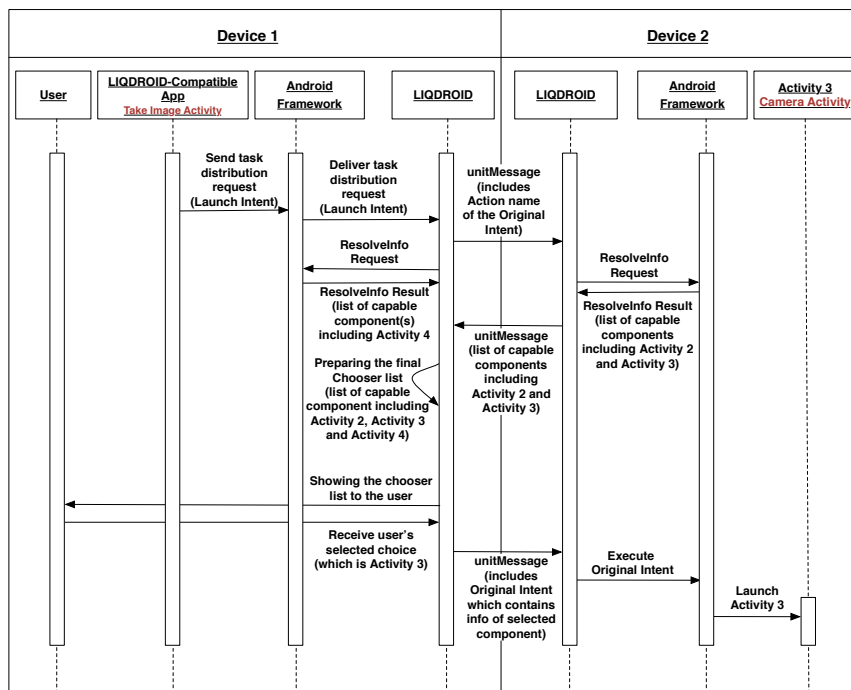 Device 1
Device 2
User
LIQDROID-Compatible
App
Take Image Activity
Android
Framework
LIQDROID
LIQDROID
Android
Framework
Activity 3
Camera Activity
Send task
distribution
request
(Launch Intent)
Deliver task
distribution
request
(Launch Intent)
unitMessage
(includes
Action name
of the Original
Intent)
ResolveInfo
Request
ResolveInfo
Request
ResolveInfo Result
(list of capable
component(s)
including Activity 4
ResolveInfo Result
(list of capable
components
including Activity 2
and Activity 3)
unitMessage
(list of capable
components
including
Activity 2 and
Activity 3)
Preparing the final
Chooser list
(list of capable
component including
Activity 2, Activity 3
and Activity 4)
Showing the chooser
list to the user
Receive user's
selected choice
(which is Activity 3)
unitMessage
(includes
Original Intent
which contains
info of selected
component)
Execute
Original Intent
Launch
Activity 3